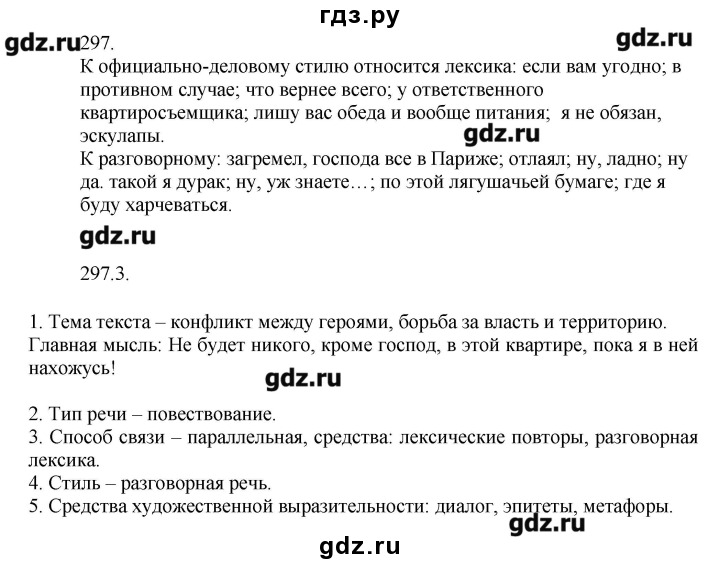 гдз.ру
gdz.ru
297.
gdz.ru
К официально-деловому стилю относится лексика: если вам угодно; в
противном случае; что вернее всего; у ответственного
квартиросъемщика; лишу вас обеда и вообще питания;  я не обязан,
эскулапы.
gdz.ru
К разговорному: загремел, господа все в Париже; отлаял; ну, ладно; ну
да. такой я дурак; ну, уж знаете…; по этой лягушачьей бумаге; где я
буду харчеваться.
gdz.ru
297.3.
1. Тема текста – конфликт между героями, борьба за власть и территорию.
Главная мысль: Не будет никого, кроме господ, в этой квартире, пока я в ней
нахожусь!
gdz.ru
2. Тип речи – повествование.
3. Способ связи – параллельная, средства: лексические повторы, разговорная
лексика.
4. Стиль – разговорная речь.
5. Средства художественной выразительности: диалог, эпитеты, метафоры.
gdz.ru
gdz.ru